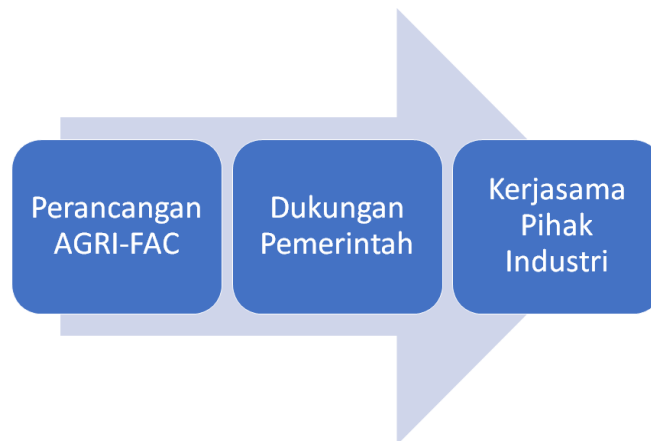 Perancangan
AGRI-FAC
Dukungan
Pemerintah
Kerjasama
Pihak
Industri